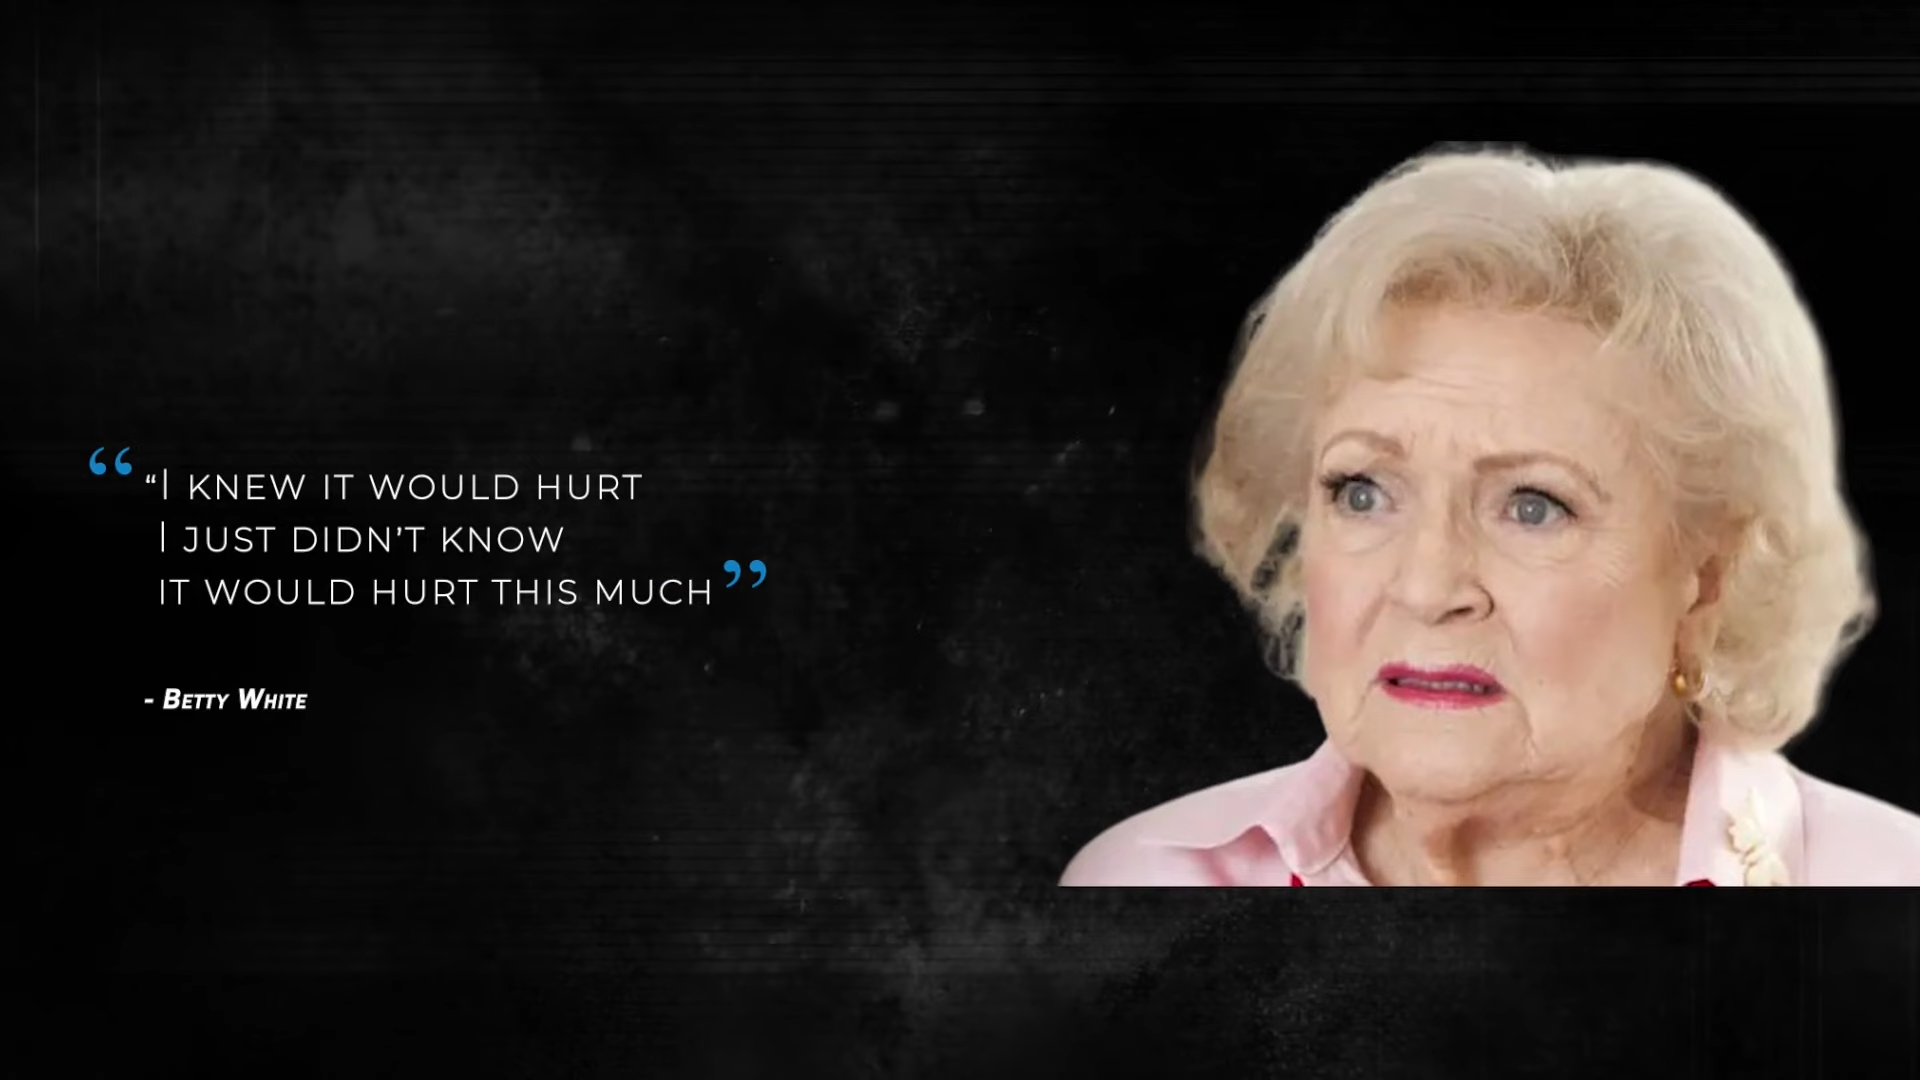 ““I KNEW IT WOULD HURT
I JUST DIDN’T KNOW
IT WOULD HURT THIS MUCH”
- BETTY WHITE